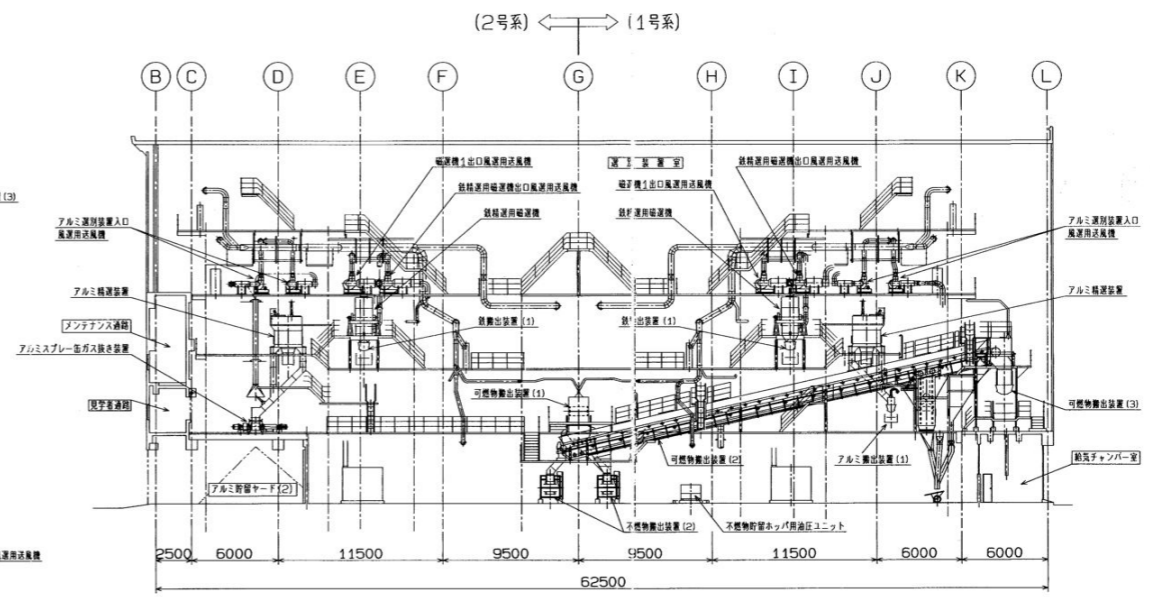 (2号系) (1号系)
B C D E F G H I J K L
(3)
磁選機1出口風選用送風機
鉄精選用磁選機出口風選用送風機
鉄精選用磁選機
アルミ選別装置入口
風選用送風機
選別装置室
鉄精選用磁選機出口風選用送風機
磁選機1出口風選用送風機
鉄精選用磁選機
アルミ選別装置入口
風選用送風機
アルミ精選装置
アルミ精選装置
メンテナンス通路
鉄搬出装置(1)
鉄搬出装置(1)
アルミスプレー缶ガス抜き装置
見学者通路
可燃物搬出装置(1)
可燃物搬出装置(3)
可燃物搬出装置(2)
アルミ搬出装置(1)
給気チャンバー室
アルミ貯留ヤード(2)
不燃物搬出装置(2)
不燃物貯留ホッパ用油圧ユニット
選用送風機
2500 6000 11500 9500 9500 11500 6000 6000
62500